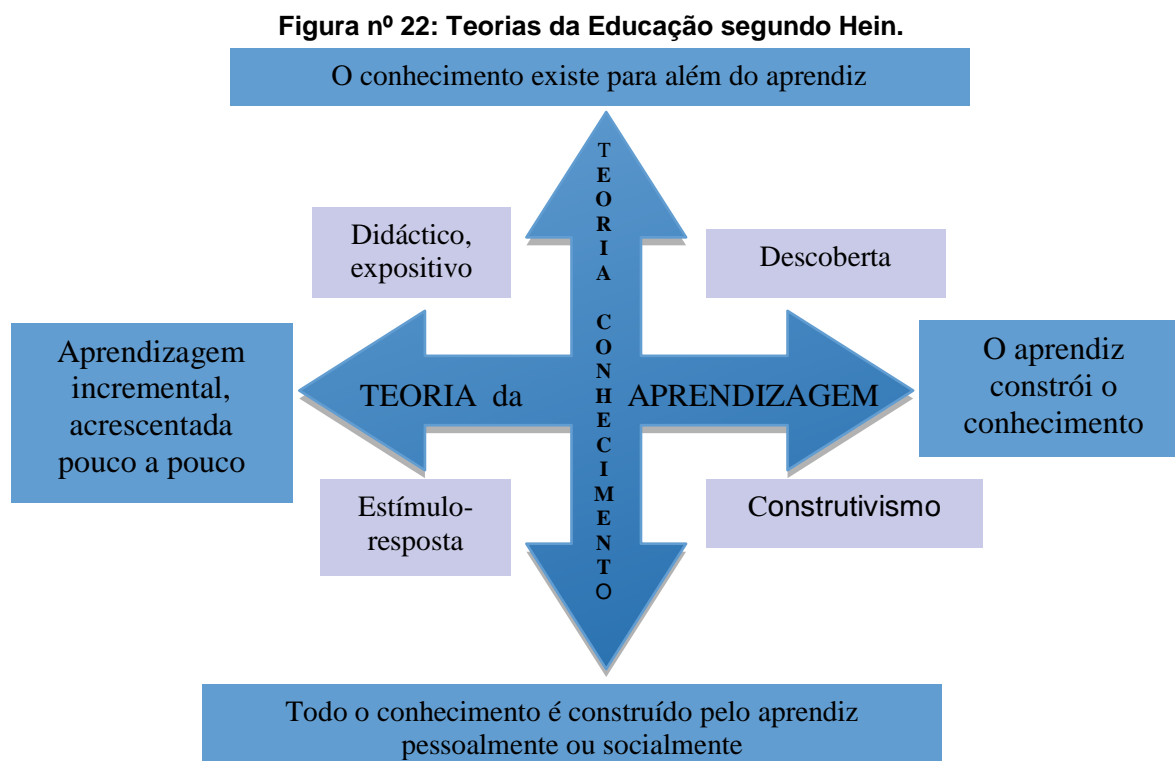 Figura nº 22: Teorias da Educação segundo Hein.
O conhecimento existe para além do aprendiz
TEORIA CONHECIMENTO
Didáctico,
expositivo
Descoberta
Aprendizagem
incremental,
acrescentada
pouco a pouco
TEORIA da APRENDIZAGEM
O aprendiz
constrói o
conhecimento
Estímulo-
resposta
Construtivismo
Todo o conhecimento é construído pelo aprendiz
pessoalmente ou socialmente